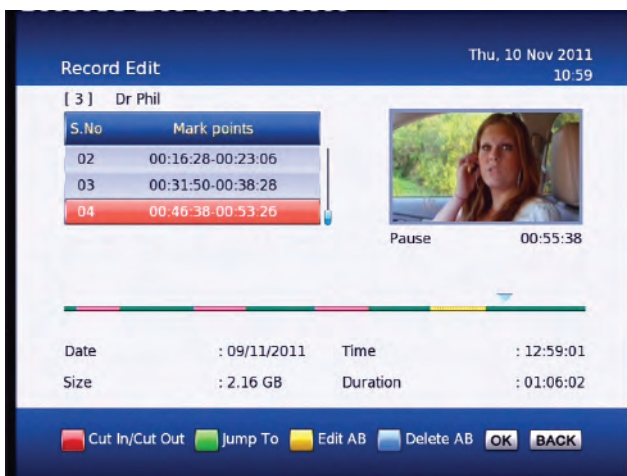 Record Edit
Thu, 10 Nov 2011
10:59
[ 3 ] Dr Phil
S.No Mark points
02 00:16:28-00:23:06
03 00:31:50-00:38:28
04 00:46:38-00:53:26
Pause 00:55:38
Date : 09/11/2011 Time : 12:59:01
Size : 2.16 GB Duration : 01:06:02
Cut In/Cut Out Jump To Edit AB Delete AB OK BACK